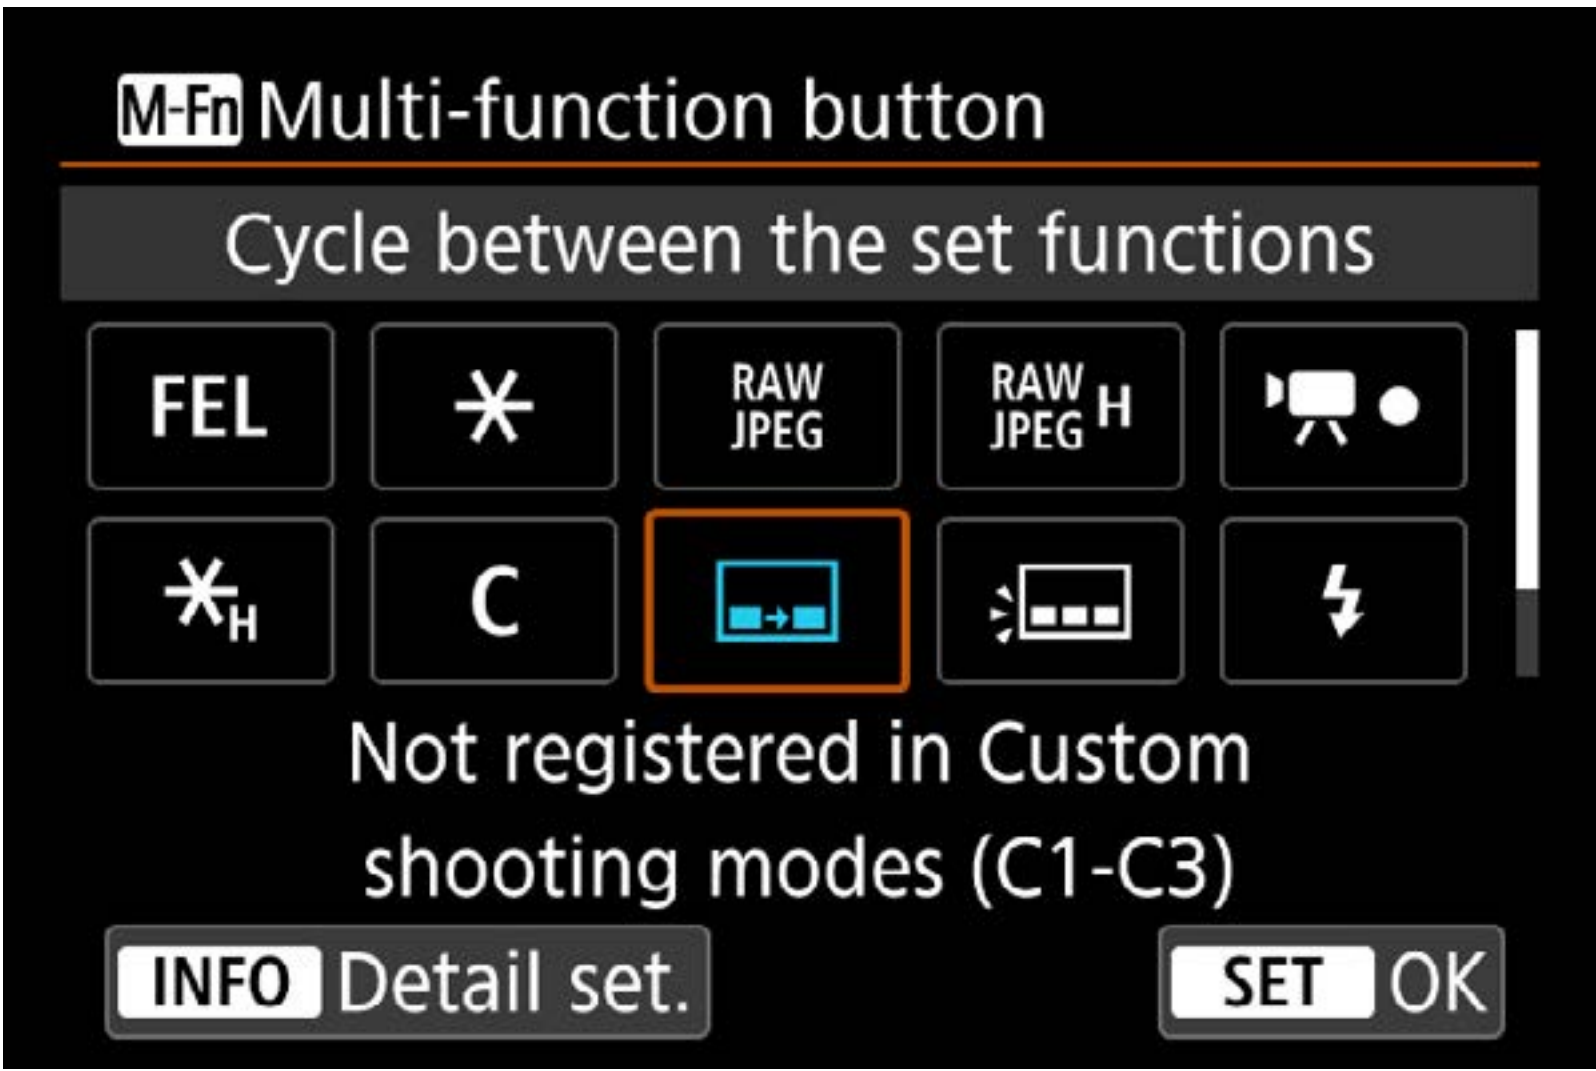 M-Fn Multi-function button
Cycle between the set functions
FEL
RAW
JPEG
RAW
JPEG H
H
C
Not registered in Custom
shooting modes (C1-C3)
INFO Detail set.
SET OK